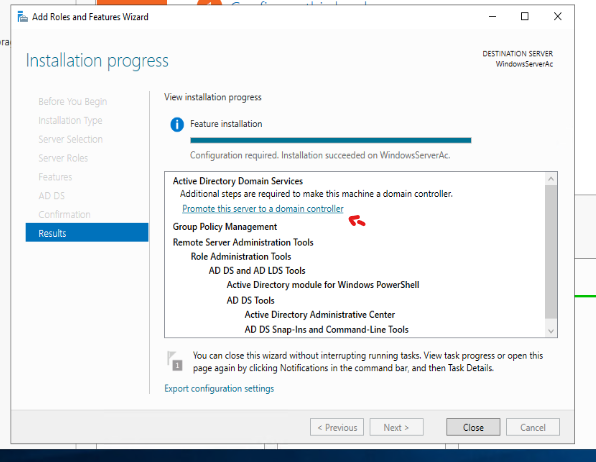 Add Roles and Features Wizard
Installation progress
DESTINATION SERVER
WindowsServerAc
Before You Begin
Installation Type
Server Selection
Server Roles
Features
AD DS
Confirmation
Results
View installation progress
Feature installation
Configuration required. Installation succeeded on WindowsServerAc.
Active Directory Domain Services
Additional steps are required to make this machine a domain controller.
Promote this server to a domain controller
Group Policy Management
Remote Server Administration Tools
Role Administration Tools
AD DS and AD LDS Tools
Active Directory module for Windows PowerShell
AD DS Tools
Active Directory Administrative Center
AD DS Snap-Ins and Command-Line Tools
1
You can close this wizard without interrupting running tasks. View task progress or open this
page again by clicking Notifications in the command bar, and then Task Details.
Export configuration settings
< Previous
Next >
Close
Cancel